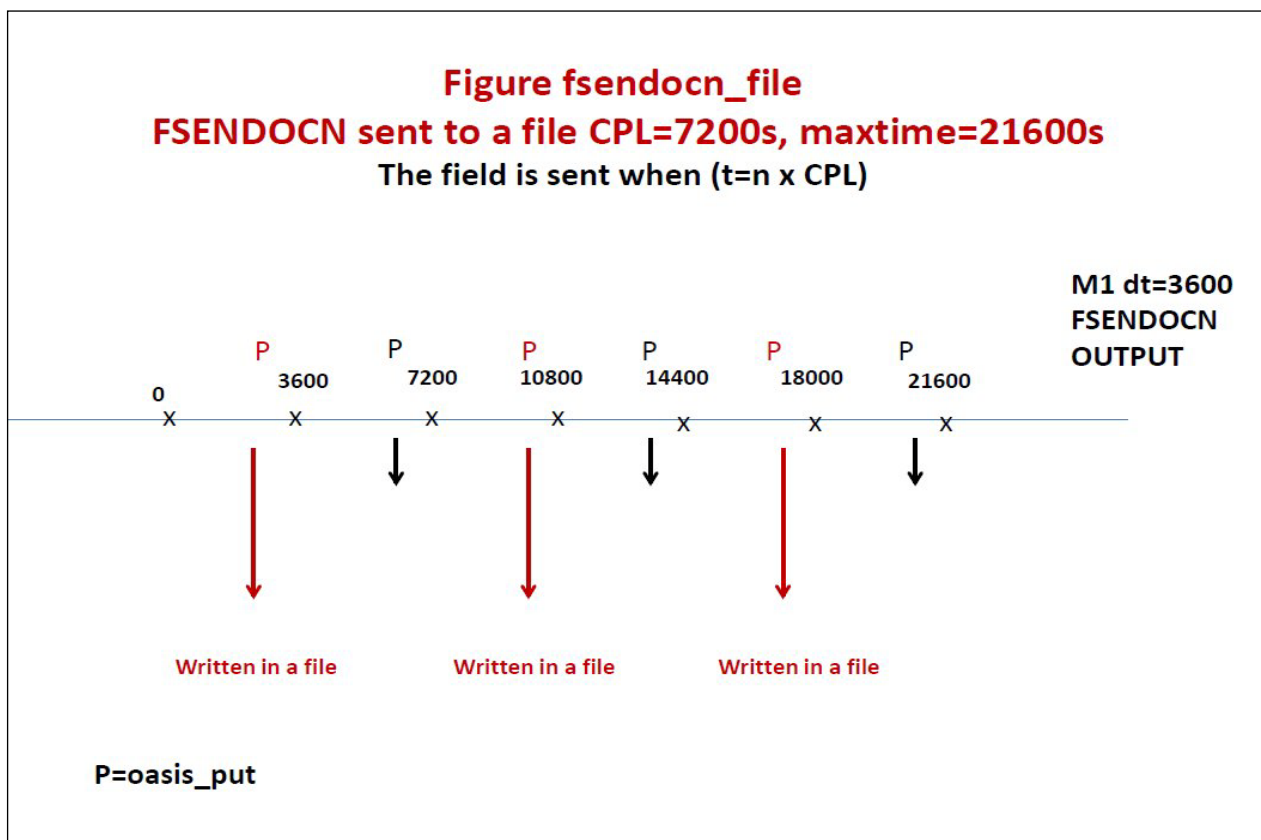 Figure fsendocn_file
FSENDOCN sent to a file CPL=7200s, maxtime=21600s
The field is sent when (t=n x CPL)
M1 dt=3600
FSENDOCN
OUTPUT
P P P P P P
0 3600 7200 10800 14400 18000 21600
x x x x x x x
Written in a file Written in a file Written in a file
P=oasis_put